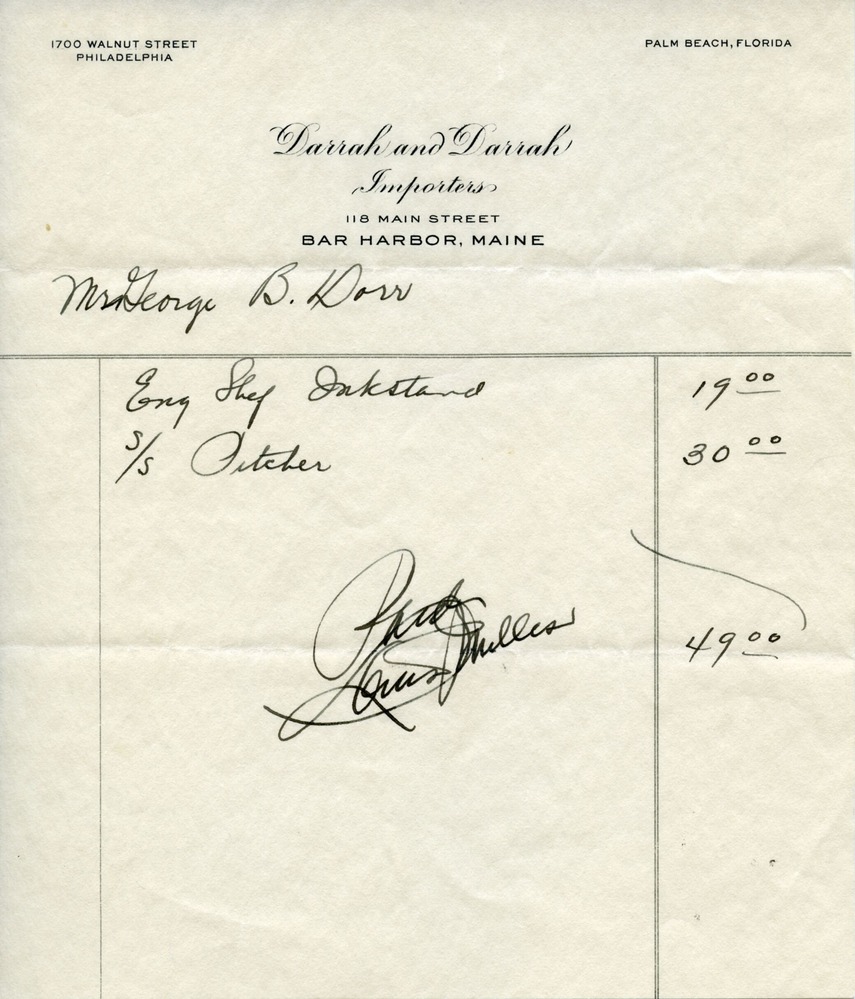 1700 WALNUT STREET
PHILADELPHIA
PALM BEACH, FLORIDA
Darrah and Darrah
Importers
118 MAIN STREET
BAR HARBOR, MAINE
Mr George B. Dorr
Eng Shef Inkstand 19 00
S/S Pitcher 30 00
Paid
49 00